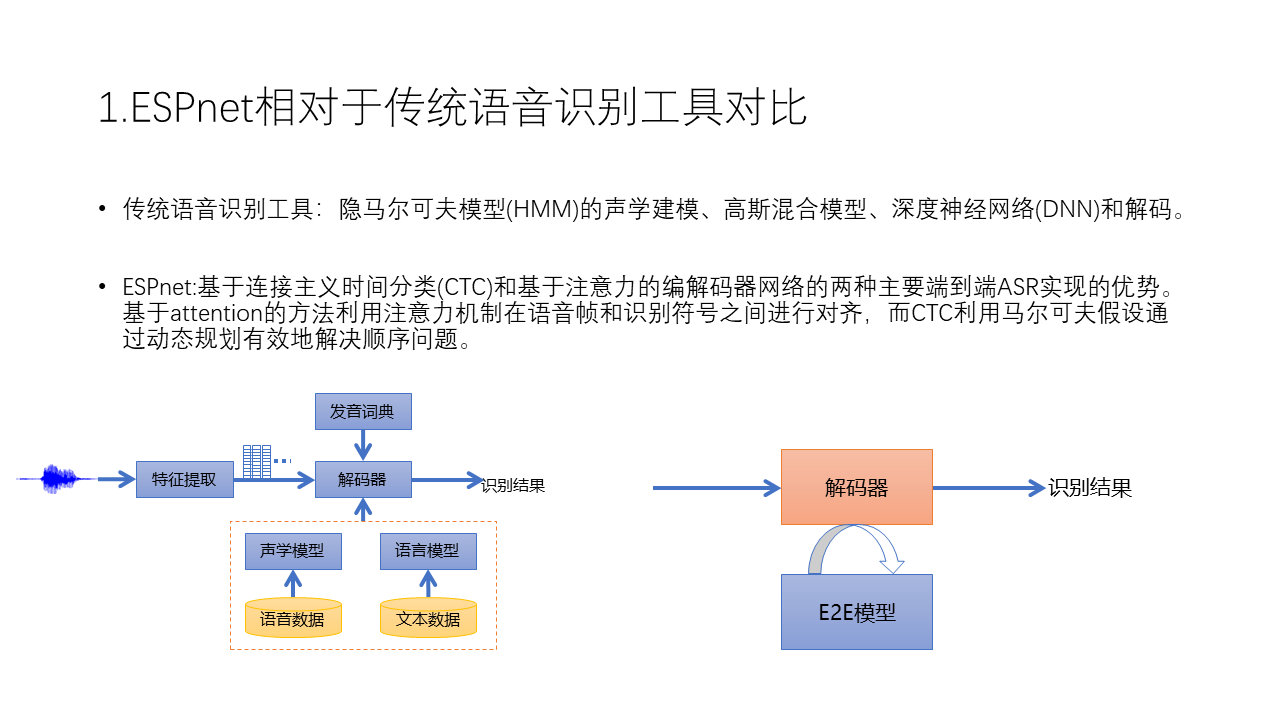 1.ESPnet相对于传统语音识别工具对比
• 传统语音识别工具：隐马尔可夫模型(HMM)的声学建模、高斯混合模型、深度神经网络(DNN)和解码。
• ESPnet:基于连接主义时间分类(CTC)和基于注意力的编解码器网络的两种主要端到端ASR实现的优势。
基于attention的方法利用注意力机制在语音帧和识别符号之间进行对齐，而CTC利用马尔可夫假设通
过动态规划有效地解决顺序问题。
发音词典
特征提取
解码器
识别结果
声学模型
语言模型
语音数据
文本数据
解码器
识别结果
E2E模型